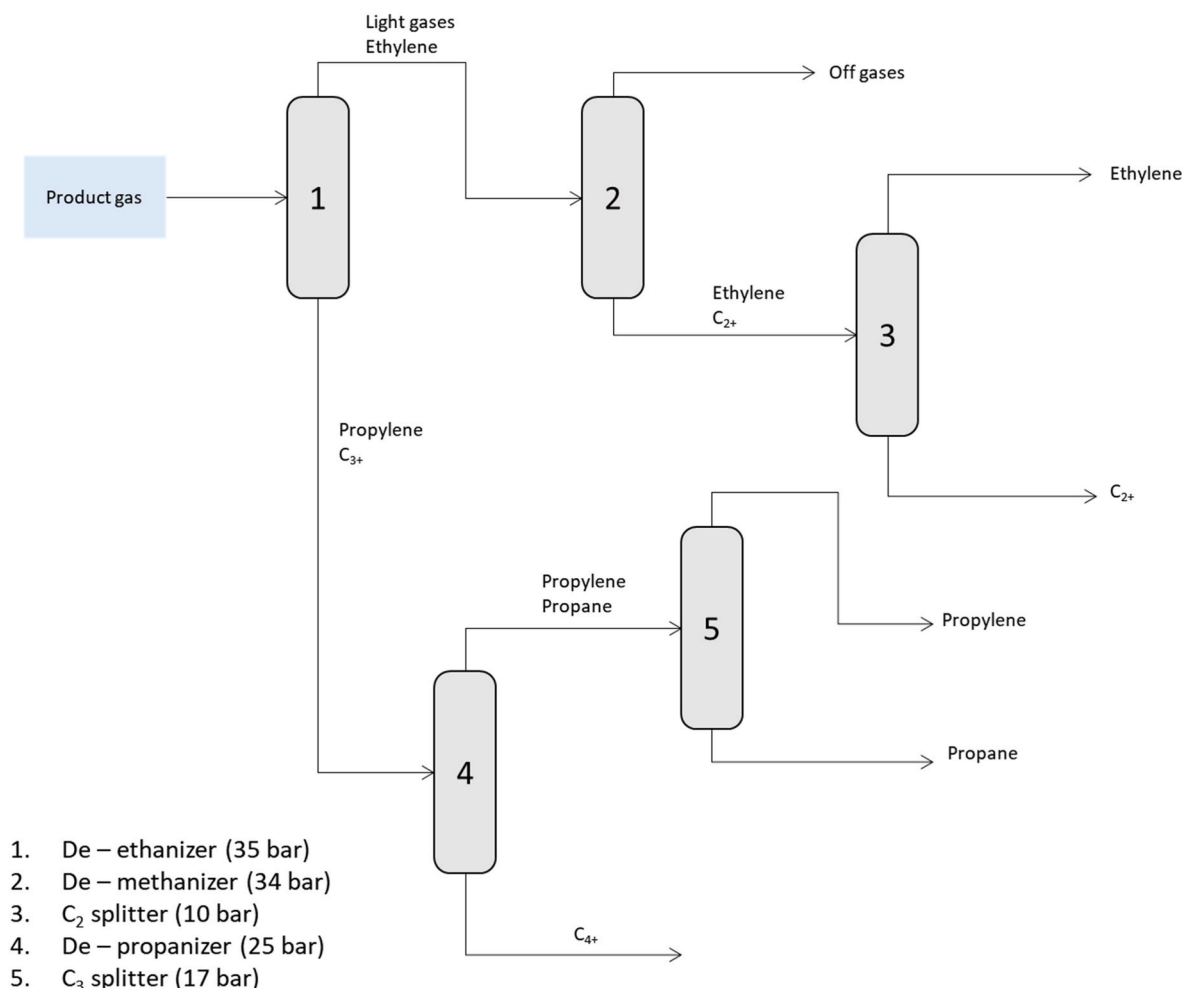 Light gases
Ethylene
Off gases
Product gas
1
2
Ethylene
3
Ethylene
C₂₊
Propylene
C₃₊
C₂₊
Propylene
Propane
5
Propylene
Propane
4
C₄₊
1. De – ethanizer (35 bar)
2. De – methanizer (34 bar)
3. C₂ splitter (10 bar)
4. De – propanizer (25 bar)
5. C₃ splitter (17 bar)